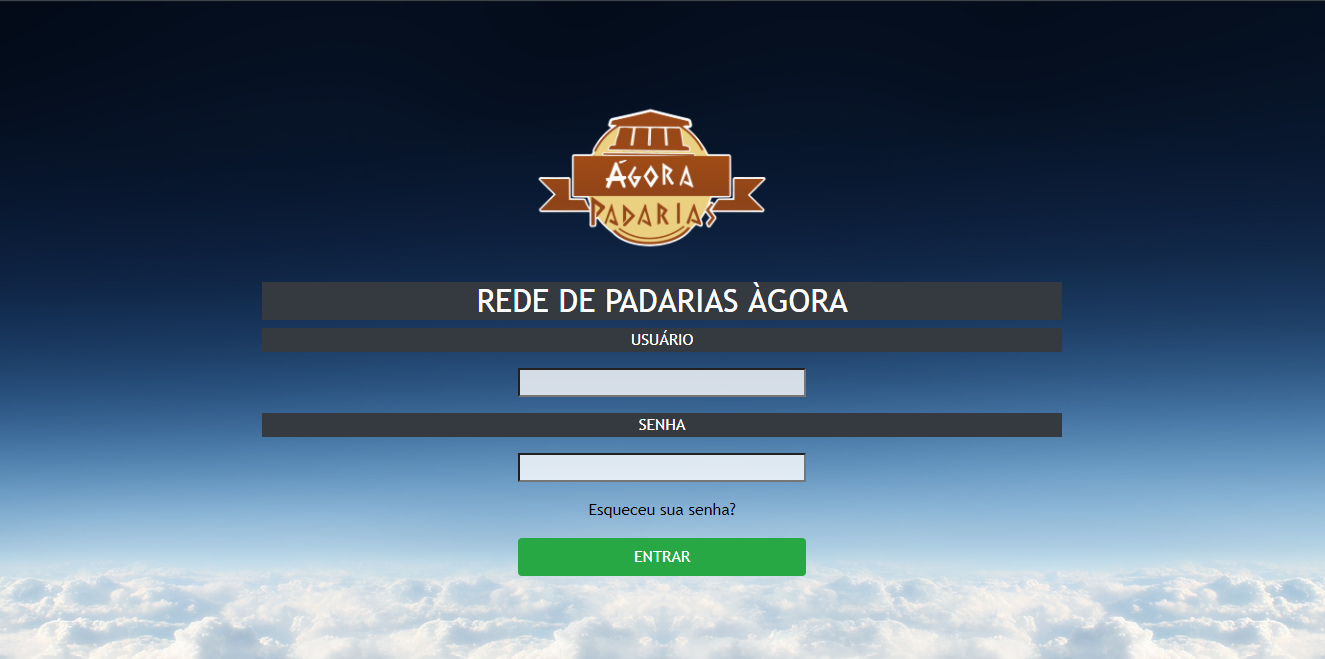 ÁGORA
PADARIAS
REDE DE PADARIAS ÀGORA
USUÁRIO
SENHA
Esqueceu sua senha?
ENTRAR